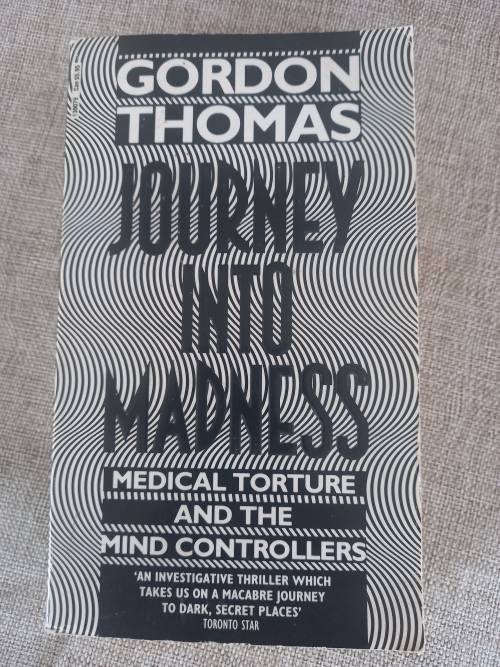 GORDON
THOMAS
JOURNEY
INTO
MADNESS
MEDICAL TORTURE
AND THE
MIND CONTROLLERS
'AN INVESTIGATIVE THRILLER WHICH
TAKES US ON A MACABRE JOURNEY
TO DARK, SECRET PLACES'
TORONTO STAR